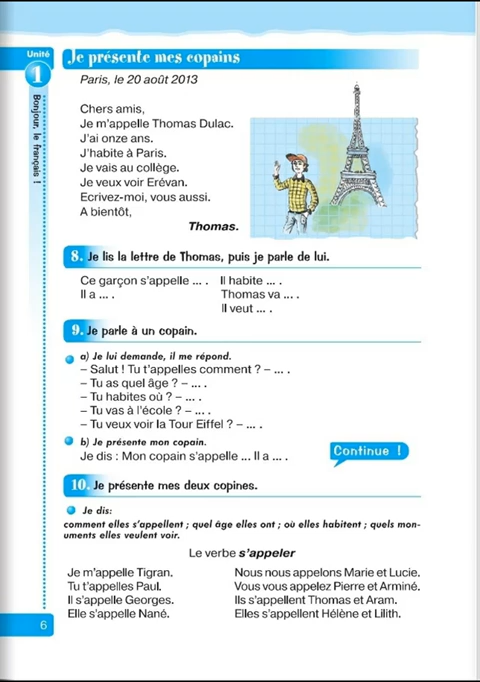 Unité
1
Bonjour, le français !
Je présente mes copains
Paris, le 20 août 2013
Chers amis,
Je m'appelle Thomas Dulac.
J'ai onze ans.
J'habite à Paris.
Je vais au collège.
Je veux voir Erévan.
Ecrivez-moi, vous aussi.
A bientôt,
Thomas.
8. Je lis la lettre de Thomas, puis je parle de lui.
Ce garçon s'appelle ... . Il habite ... .
Il a ... . Thomas va ... .
Il veut ... .
9. Je parle à un copain.
a) Je lui demande, il me répond.
– Salut ! Tu t'appelles comment ? – ... .
– Tu as quel âge ? – ... .
– Tu habites où ? – ... .
– Tu vas à l'école ? – ... .
– Tu veux voir la Tour Eiffel ? – ... .
b) Je présente mon copain.
Je dis : Mon copain s'appelle ... Il a ... .
Continue !
10. Je présente mes deux copines.
Je dis:
comment elles s'appellent ; quel âge elles ont ; où elles habitent ; quels mon-
uments elles veulent voir.
Le verbe s'appeler
Je m'appelle Tigran. Nous nous appelons Marie et Lucie.
Tu t'appelles Paul. Vous vous appelez Pierre et Arminé.
Il s'appelle Georges. Ils s'appellent Thomas et Aram.
Elle s'appelle Nané. Elles s'appellent Hélène et Lilith.
6